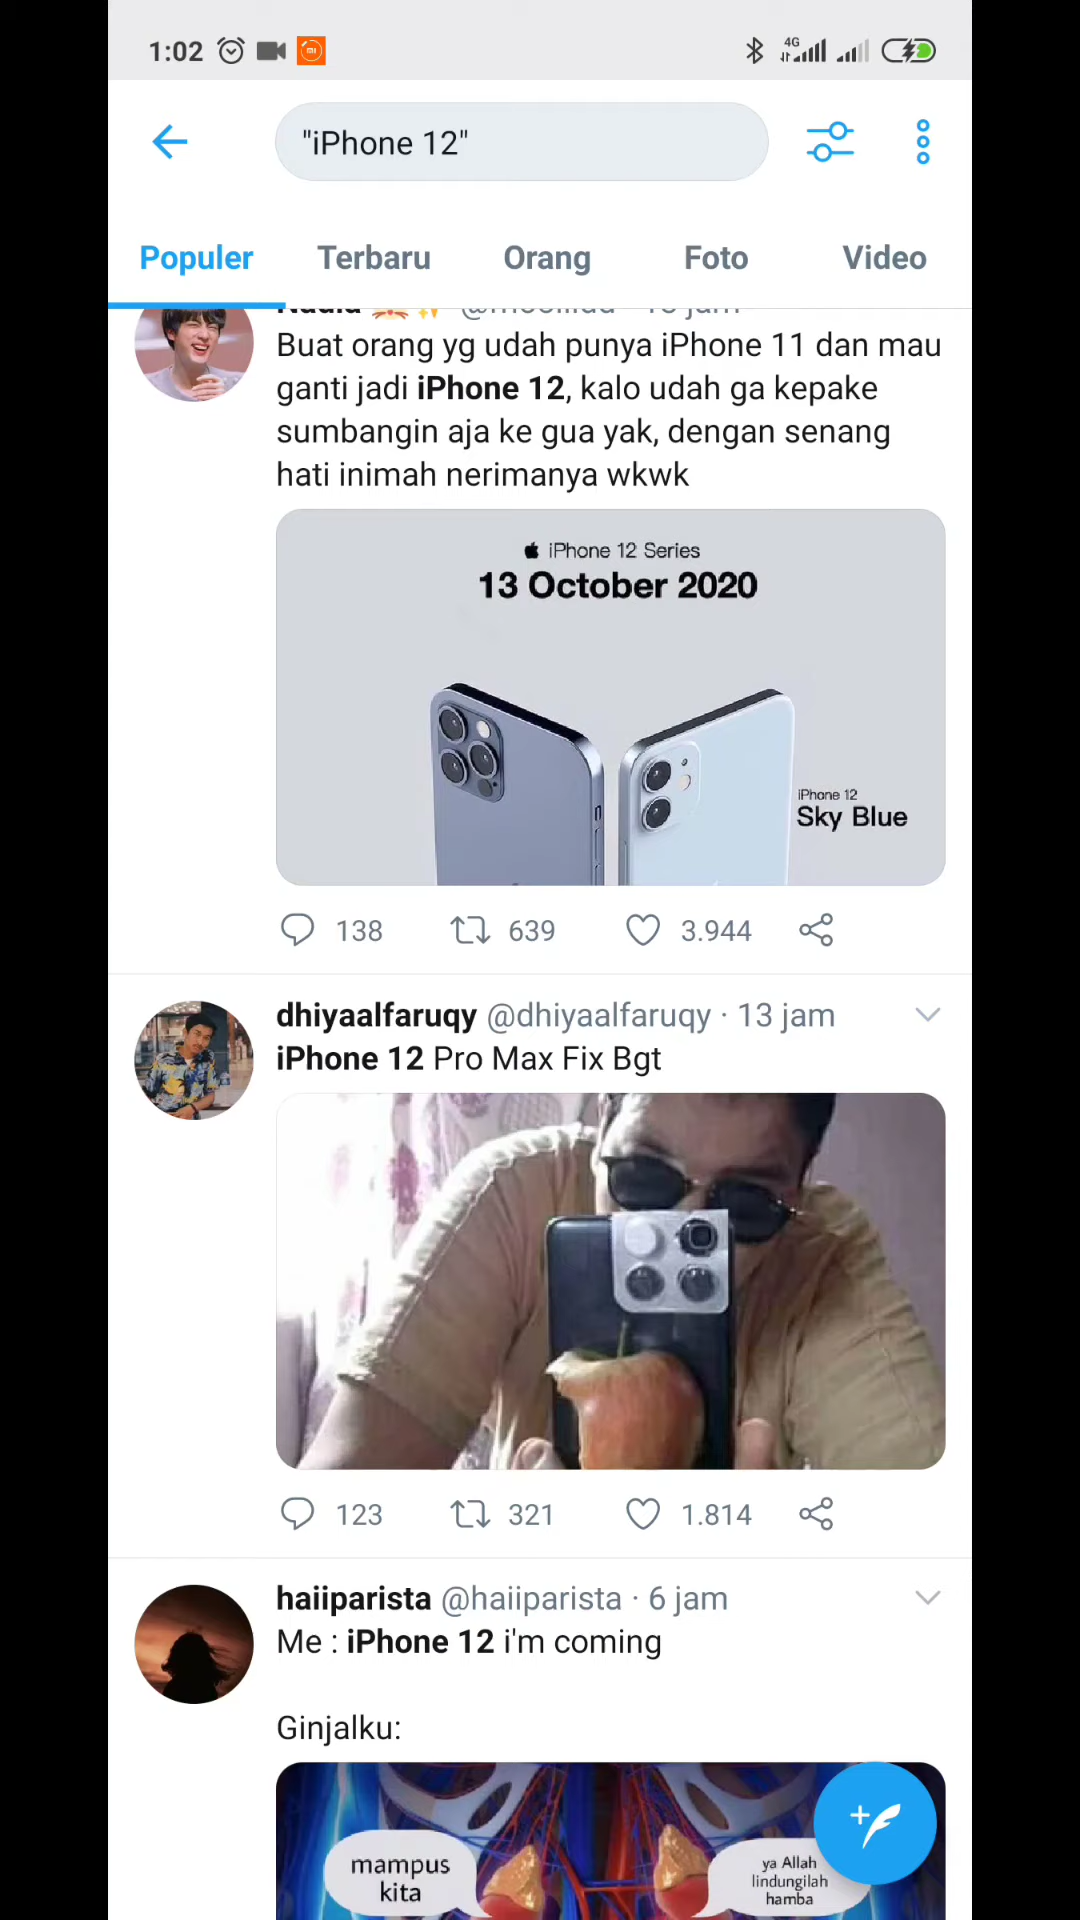 1:02
4G
"iPhone 12"
Populer Terbaru Orang Foto Video
Buat orang yg udah punya iPhone 11 dan mau
ganti jadi iPhone 12, kalo udah ga kepake
sumbangin aja ke gua yak, dengan senang
hati inimah nerimanya wkwk
iPhone 12 Series
13 October 2020
iPhone 12
Sky Blue
138 639 3.944
dhiyaalfaruqy @dhiyaalfaruqy · 13 jam
iPhone 12 Pro Max Fix Bgt
123 321 1.814
haiiparista @haiiparista · 6 jam
Me : iPhone 12 i'm coming
Ginjalku:
mampus
kita
ya Allah
lindungilah
hamba